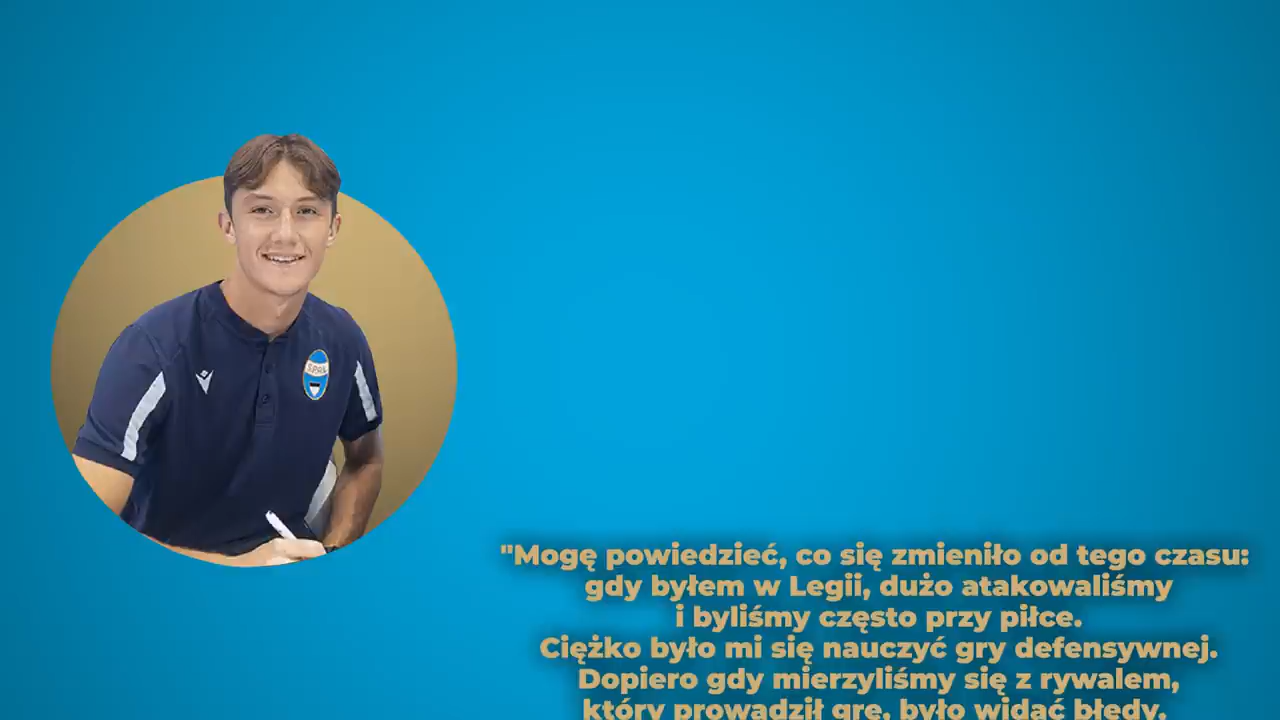 S.P.A.L.
"Mogę powiedzieć, co się zmieniło od tego czasu:
gdy byłem w Legii, dużo atakowaliśmy
i byliśmy często przy piłce.
Ciężko było mi się nauczyć gry defensywnej.
Dopiero gdy mierzyliśmy się z rywalem,
który prowadził grę, było widać błędy.